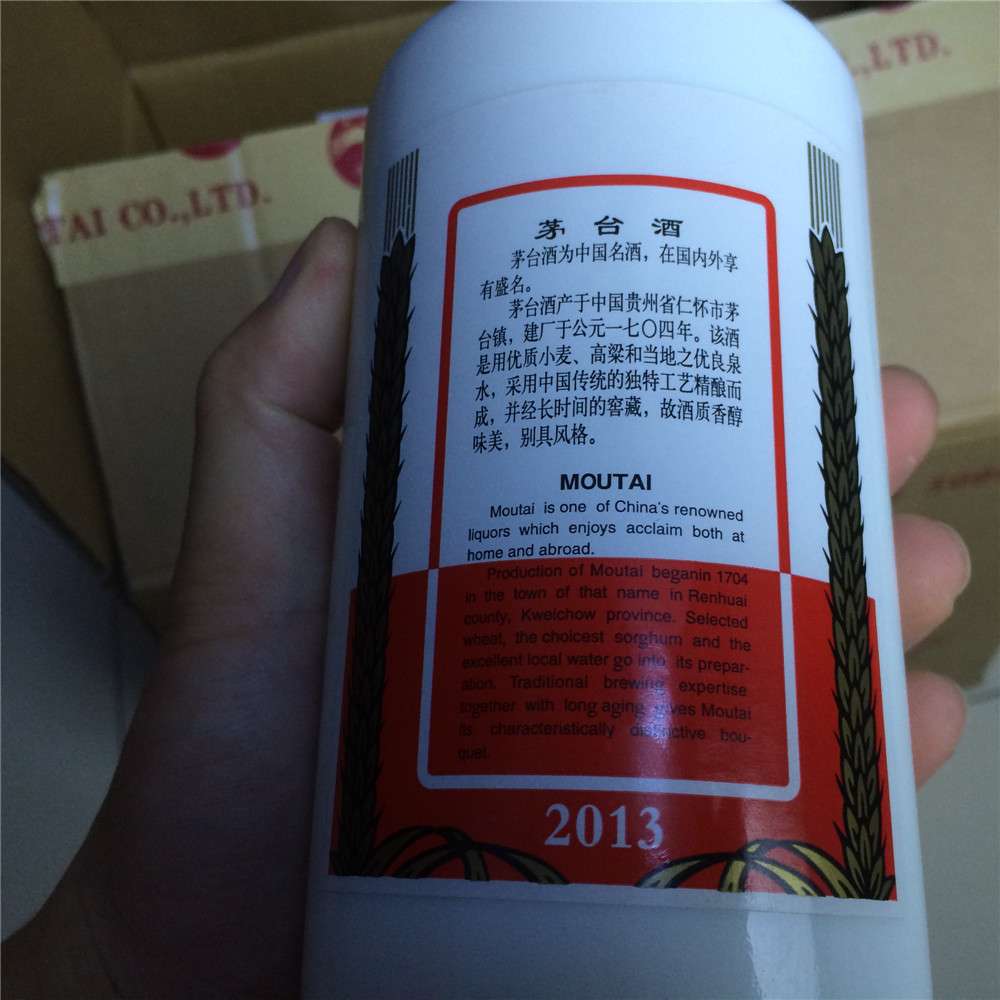 TAI CO.,LTD.
LTD.
茅台酒
茅台酒为中国名酒，在国内外享
有盛名。
茅台酒产于中国贵州省仁怀市茅
台镇，建厂于公元一七〇四年。该酒
是用优质小麦、高粱和当地之优良泉
水，采用中国传统的独特工艺精酿而
成，并经长时间的窖藏，故酒质香醇
味美，别具风格。
MOUTAI
Moutai is one of China's renowned
liquors which enjoys acclaim both at
home and abroad.
Production of Moutai beganin 1704
in the town of that name in Renhuai
county, Kweichow province. Selected
wheat, the choicest sorghum and the
excellent local water go into its prepar-
ation. Traditional brewing expertise
together with long aging gives Moutai
its characteristically distinctive bou-
quet.
2013